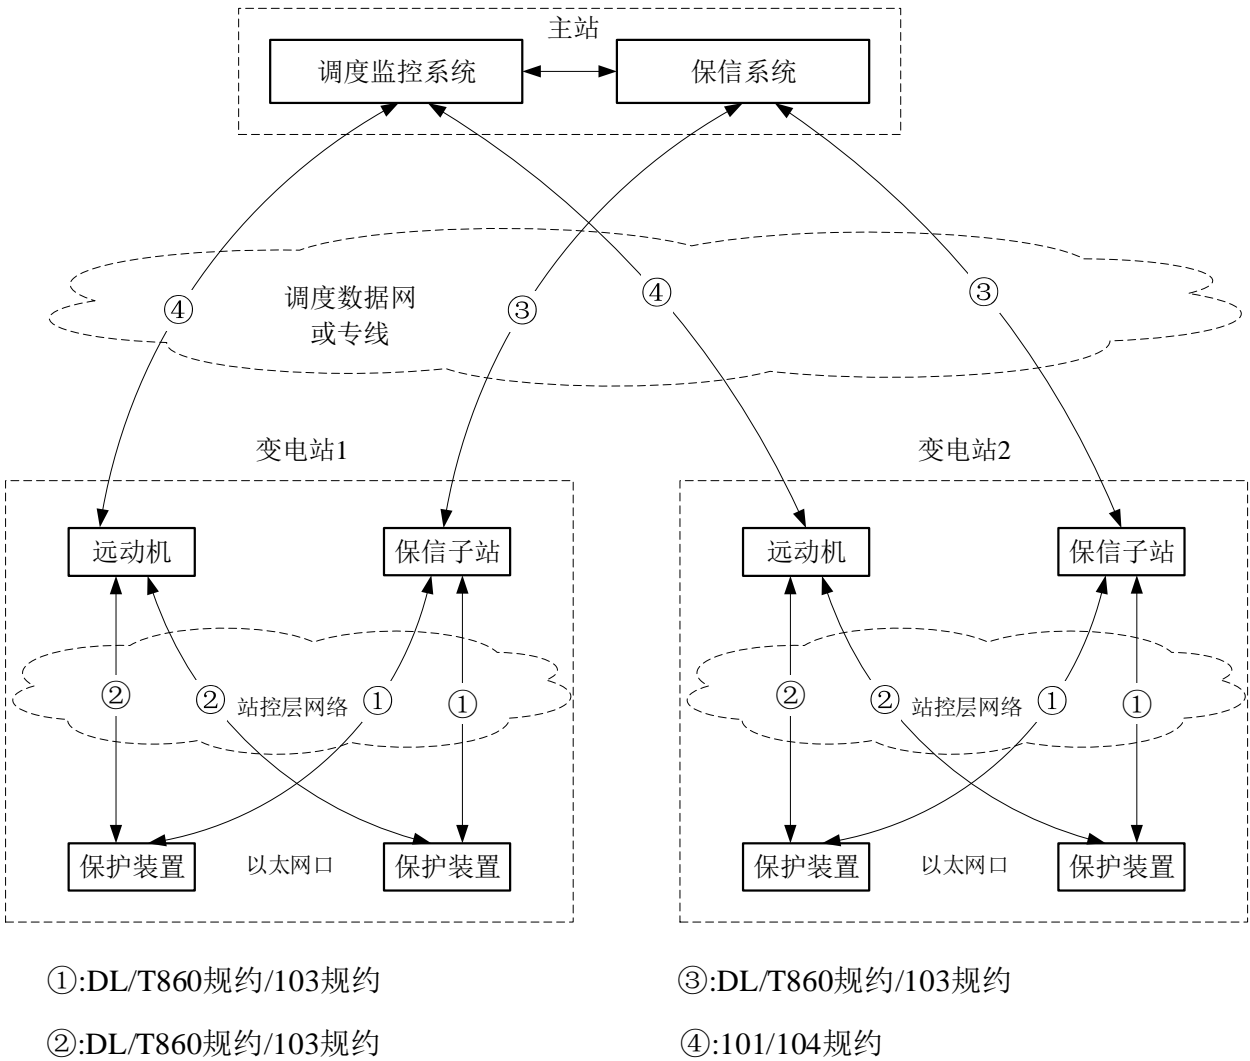 主站
调度监控系统
保信系统
④
③
④
③
调度数据网
或专线
变电站1
变电站2
远动机
保信子站
远动机
保信子站
②
②
站控层网络
①
①
②
②
站控层网络
①
①
保护装置
以太网口
保护装置
保护装置
以太网口
保护装置
①:DL/T860规约/103规约
③:DL/T860规约/103规约
②:DL/T860规约/103规约
④:101/104规约